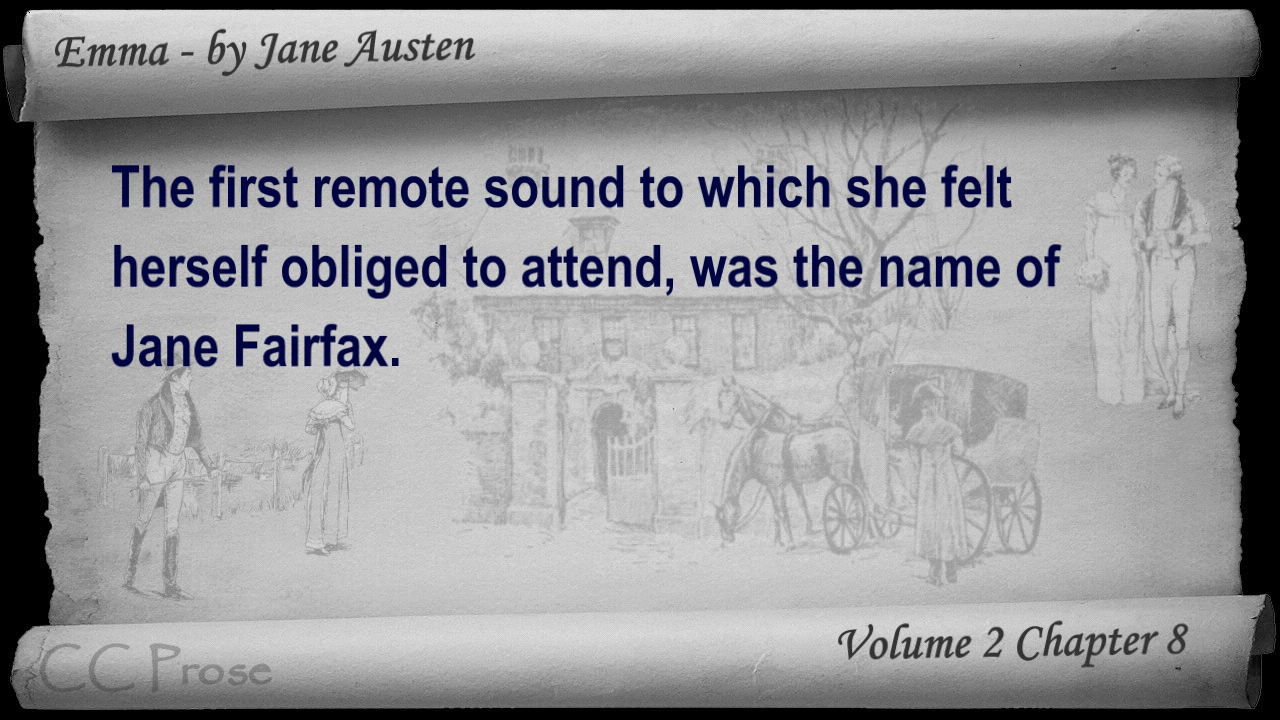 Emma - by Jane Austen
The first remote sound to which she felt
herself obliged to attend, was the name of
Jane Fairfax.
Volume 2 Chapter 8
CC Prose